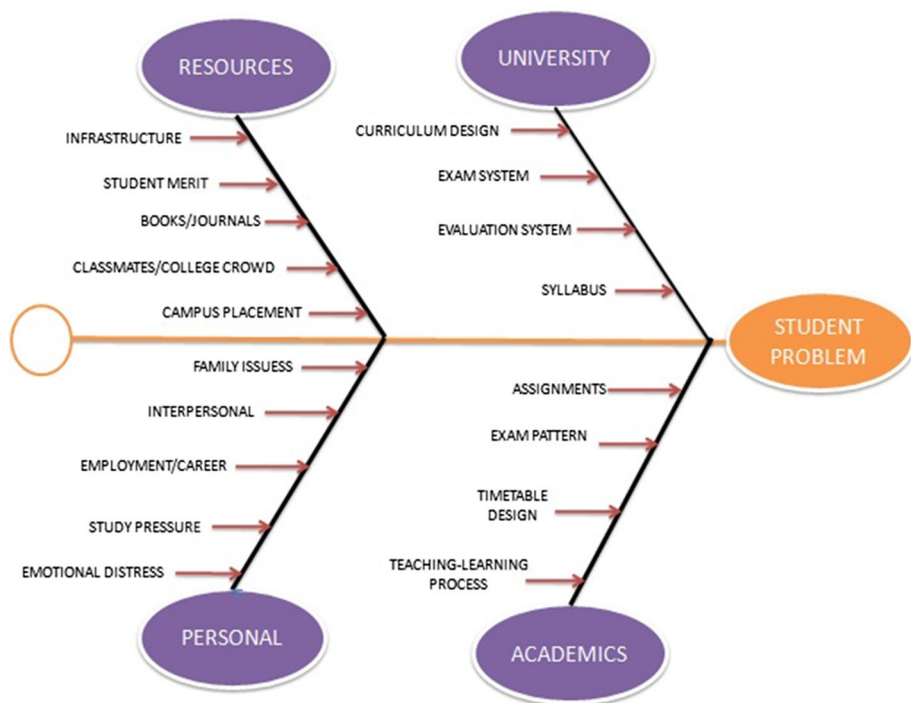 RESOURCES
INFRASTRUCTURE
STUDENT MERIT
BOOKS/JOURNALS
CLASSMATES/COLLEGE CROWD
CAMPUS PLACEMENT
UNIVERSITY
CURRICULUM DESIGN
EXAM SYSTEM
EVALUATION SYSTEM
SYLLABUS
STUDENT
PROBLEM
FAMILY ISSUESS
INTERPERSONAL
EMPLOYMENT/CAREER
STUDY PRESSURE
EMOTIONAL DISTRESS
PERSONAL
ASSIGNMENTS
EXAM PATTERN
TIMETABLE
DESIGN
TEACHING-LEARNING
PROCESS
ACADEMICS